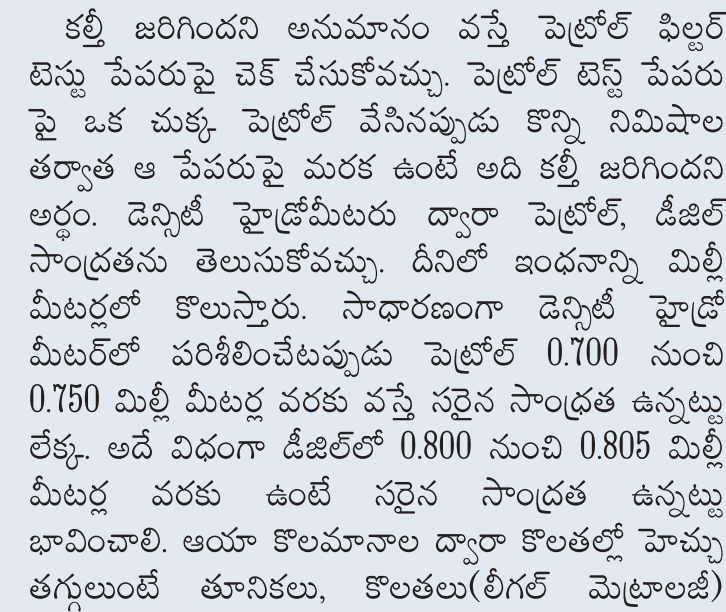 కల్తీ జరిగిందని అనుమానం వస్తే పెట్రోల్ ఫిల్టర్
టెస్టు పేపరుపై చెక్ చేసుకోవచ్చు. పెట్రోల్ టెస్ట్ పేపరు
పై ఒక చుక్క పెట్రోల్ వేసినప్పుడు కొన్ని నిమిషాల
తర్వాత ఆ పేపరుపై మరక ఉంటే అది కల్తీ జరిగిందని
అర్థం. డెన్సిటీ హైడ్రోమీటరు ద్వారా పెట్రోల్, డీజిల్
సాంద్రతను తెలుసుకోవచ్చు. దీనిలో ఇంధనాన్ని మిల్లీ
మీటర్లలో కొలుస్తారు. సాధారణంగా డెన్సిటీ హైడ్రో
మీటర్‌లో పరిశీలించేటప్పుడు పెట్రోల్ 0.700 నుంచి
0.750 మిల్లీ మీటర్ల వరకు వస్తే సరైన సాంధ్రత ఉన్నట్టు
లేక్క. అదే విధంగా డీజిల్‌లో 0.800 నుంచి 0.805 మిల్లీ
మీటర్ల వరకు ఉంటే సరైన సాంద్రత ఉన్నట్టు
భావించాలి. ఆయా కొలమానాల ద్వారా కొలతల్లో హెచ్చు
తగ్గులుంటే తూనికలు, కొలతలు(లీగల్ మెట్రాలజీ)